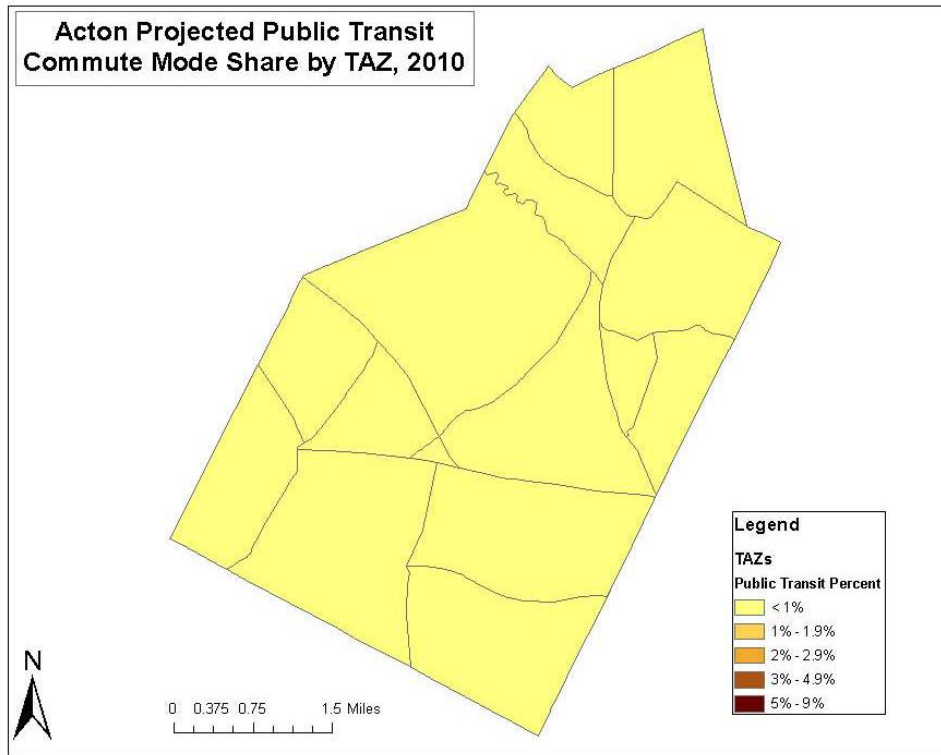 Acton Projected Public Transit
Commute Mode Share by TAZ, 2010
Legend
TAZs
Public Transit Percent
< 1%
1% - 1.9%
2% - 2.9%
3% - 4.9%
5% - 9%
N
0 0.375 0.75 1.5 Miles